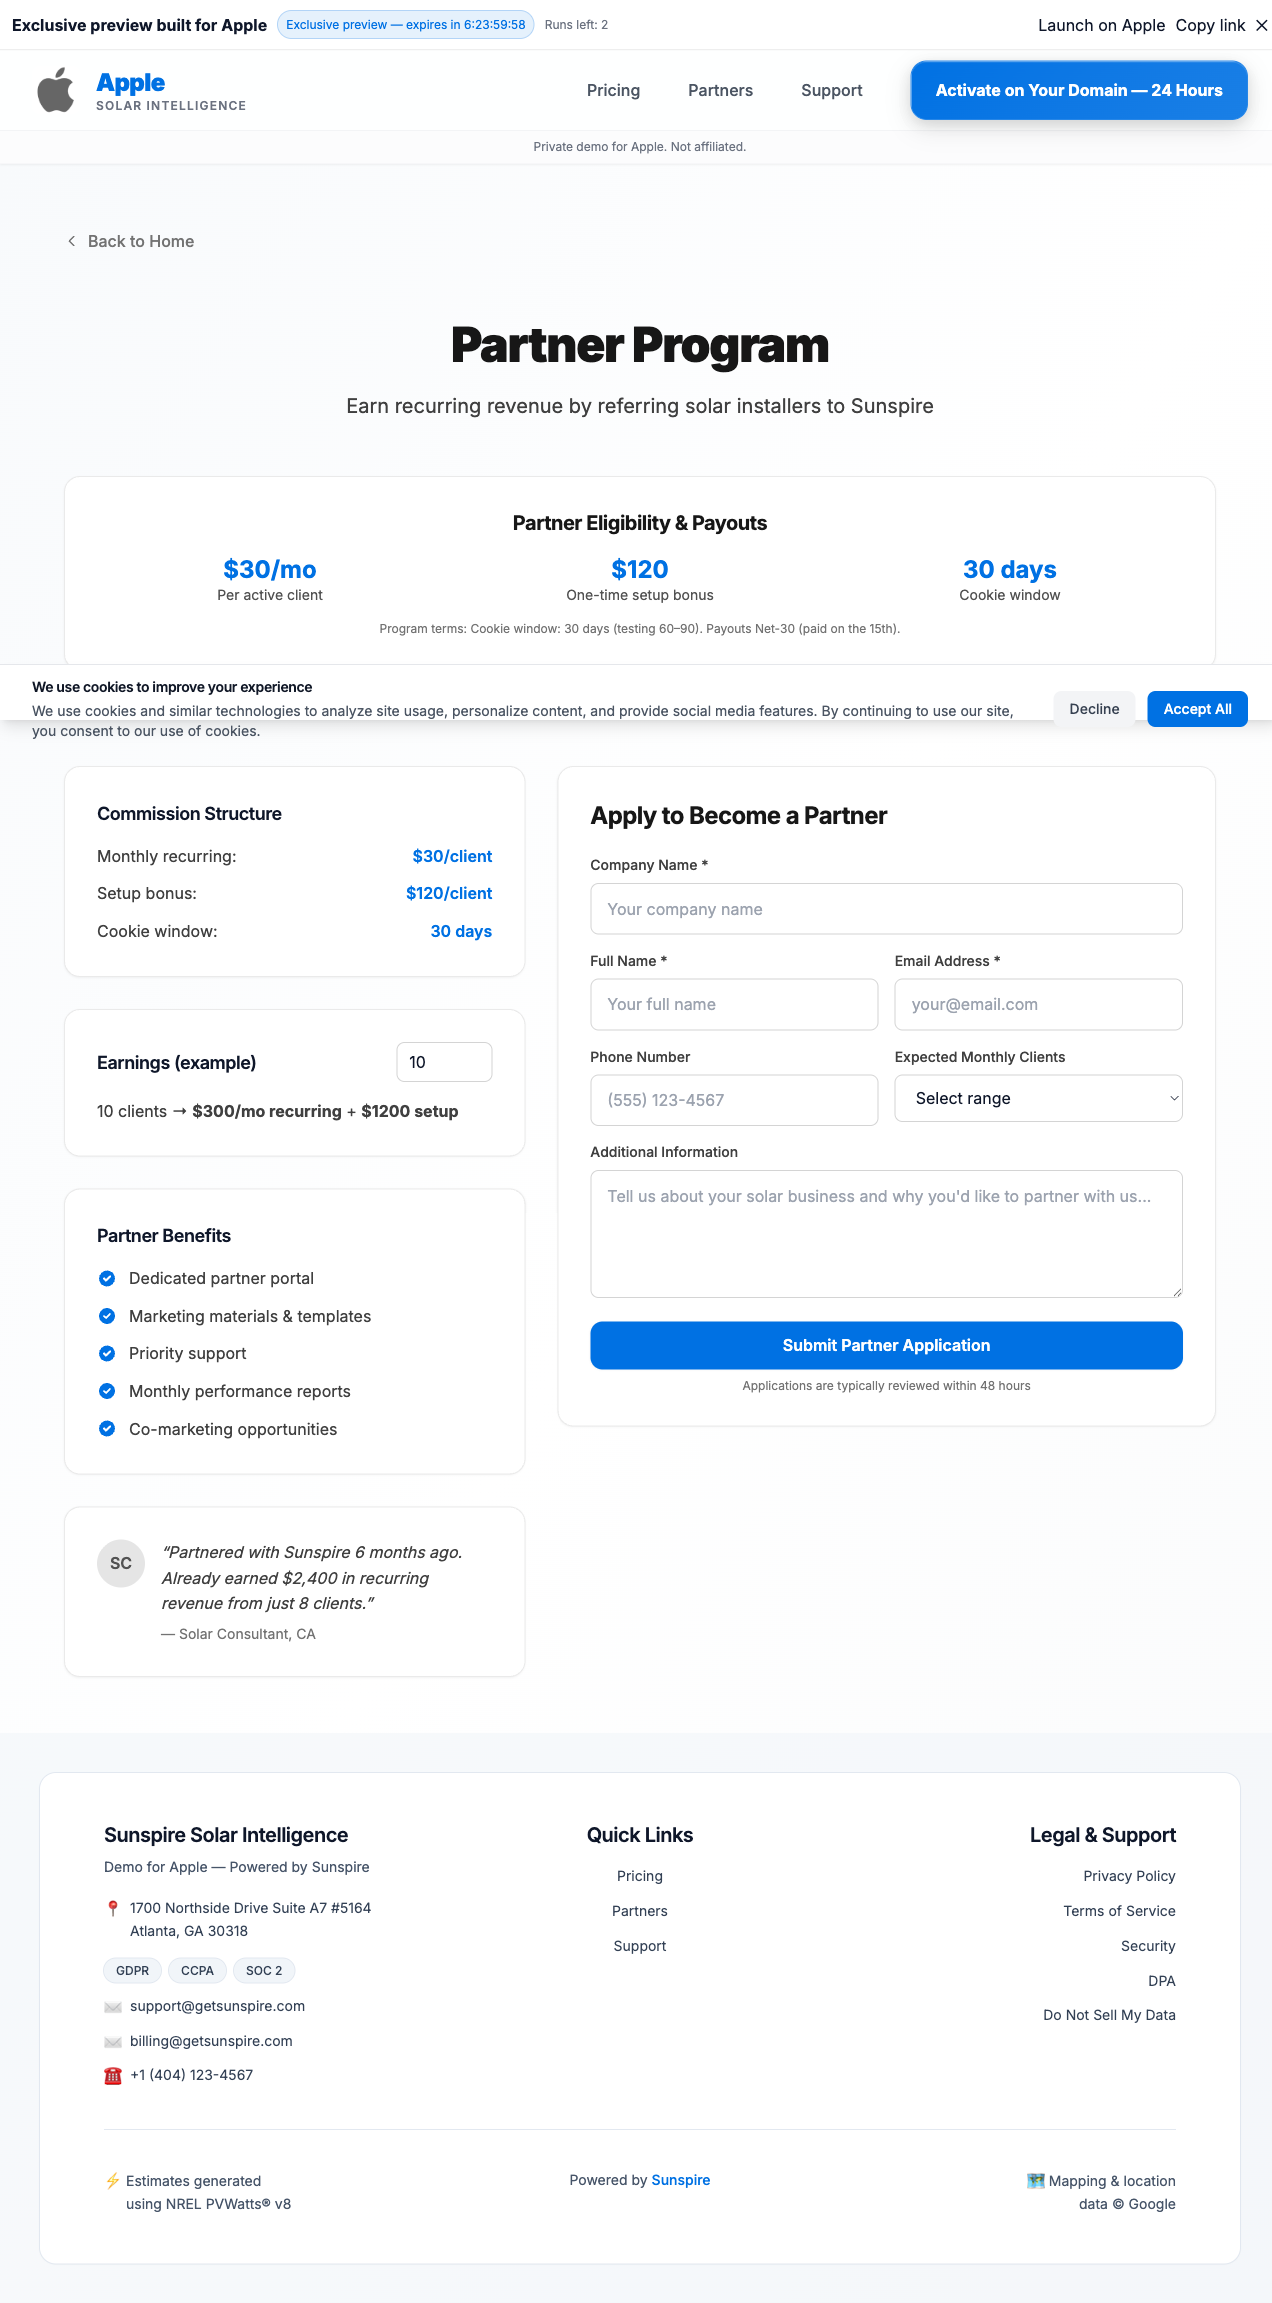 Exclusive preview built for Apple
Exclusive preview — expires in 6:23:59:58
Runs left: 2
Launch on Apple
Copy link
Apple
SOLAR INTELLIGENCE
Pricing
Partners
Support
Activate on Your Domain — 24 Hours
Private demo for Apple. Not affiliated.
Back to Home
Partner Program
Earn recurring revenue by referring solar installers to Sunspire
Partner Eligibility & Payouts
$30/mo
Per active client
$120
One-time setup bonus
30 days
Cookie window
Program terms: Cookie window: 30 days (testing 60–90). Payouts Net-30 (paid on the 15th).
We use cookies to improve your experience
We use cookies and similar technologies to analyze site usage, personalize content, and provide social media features. By continuing to use our site,
you consent to our use of cookies.
Decline
Accept All
Commission Structure
Monthly recurring: $30/client
Setup bonus: $120/client
Cookie window: 30 days
Earnings (example) 10
10 clients → $300/mo recurring + $1200 setup
Partner Benefits
Dedicated partner portal
Marketing materials & templates
Priority support
Monthly performance reports
Co-marketing opportunities
SC
“Partnered with Sunspire 6 months ago.
Already earned $2,400 in recurring
revenue from just 8 clients.”
— Solar Consultant, CA
Apply to Become a Partner
Company Name *
Your company name
Full Name *
Your full name
Email Address *
your@email.com
Phone Number
(555) 123-4567
Expected Monthly Clients
Select range
Additional Information
Tell us about your solar business and why you'd like to partner with us...
Submit Partner Application
Applications are typically reviewed within 48 hours
Sunspire Solar Intelligence
Demo for Apple — Powered by Sunspire
1700 Northside Drive Suite A7 #5164
Atlanta, GA 30318
GDPR
CCPA
SOC 2
support@getsunspire.com
billing@getsunspire.com
+1 (404) 123-4567
Quick Links
Pricing
Partners
Support
Legal & Support
Privacy Policy
Terms of Service
Security
DPA
Do Not Sell My Data
Estimates generated
using NREL PVWatts® v8
Powered by Sunspire
Mapping & location
data © Google